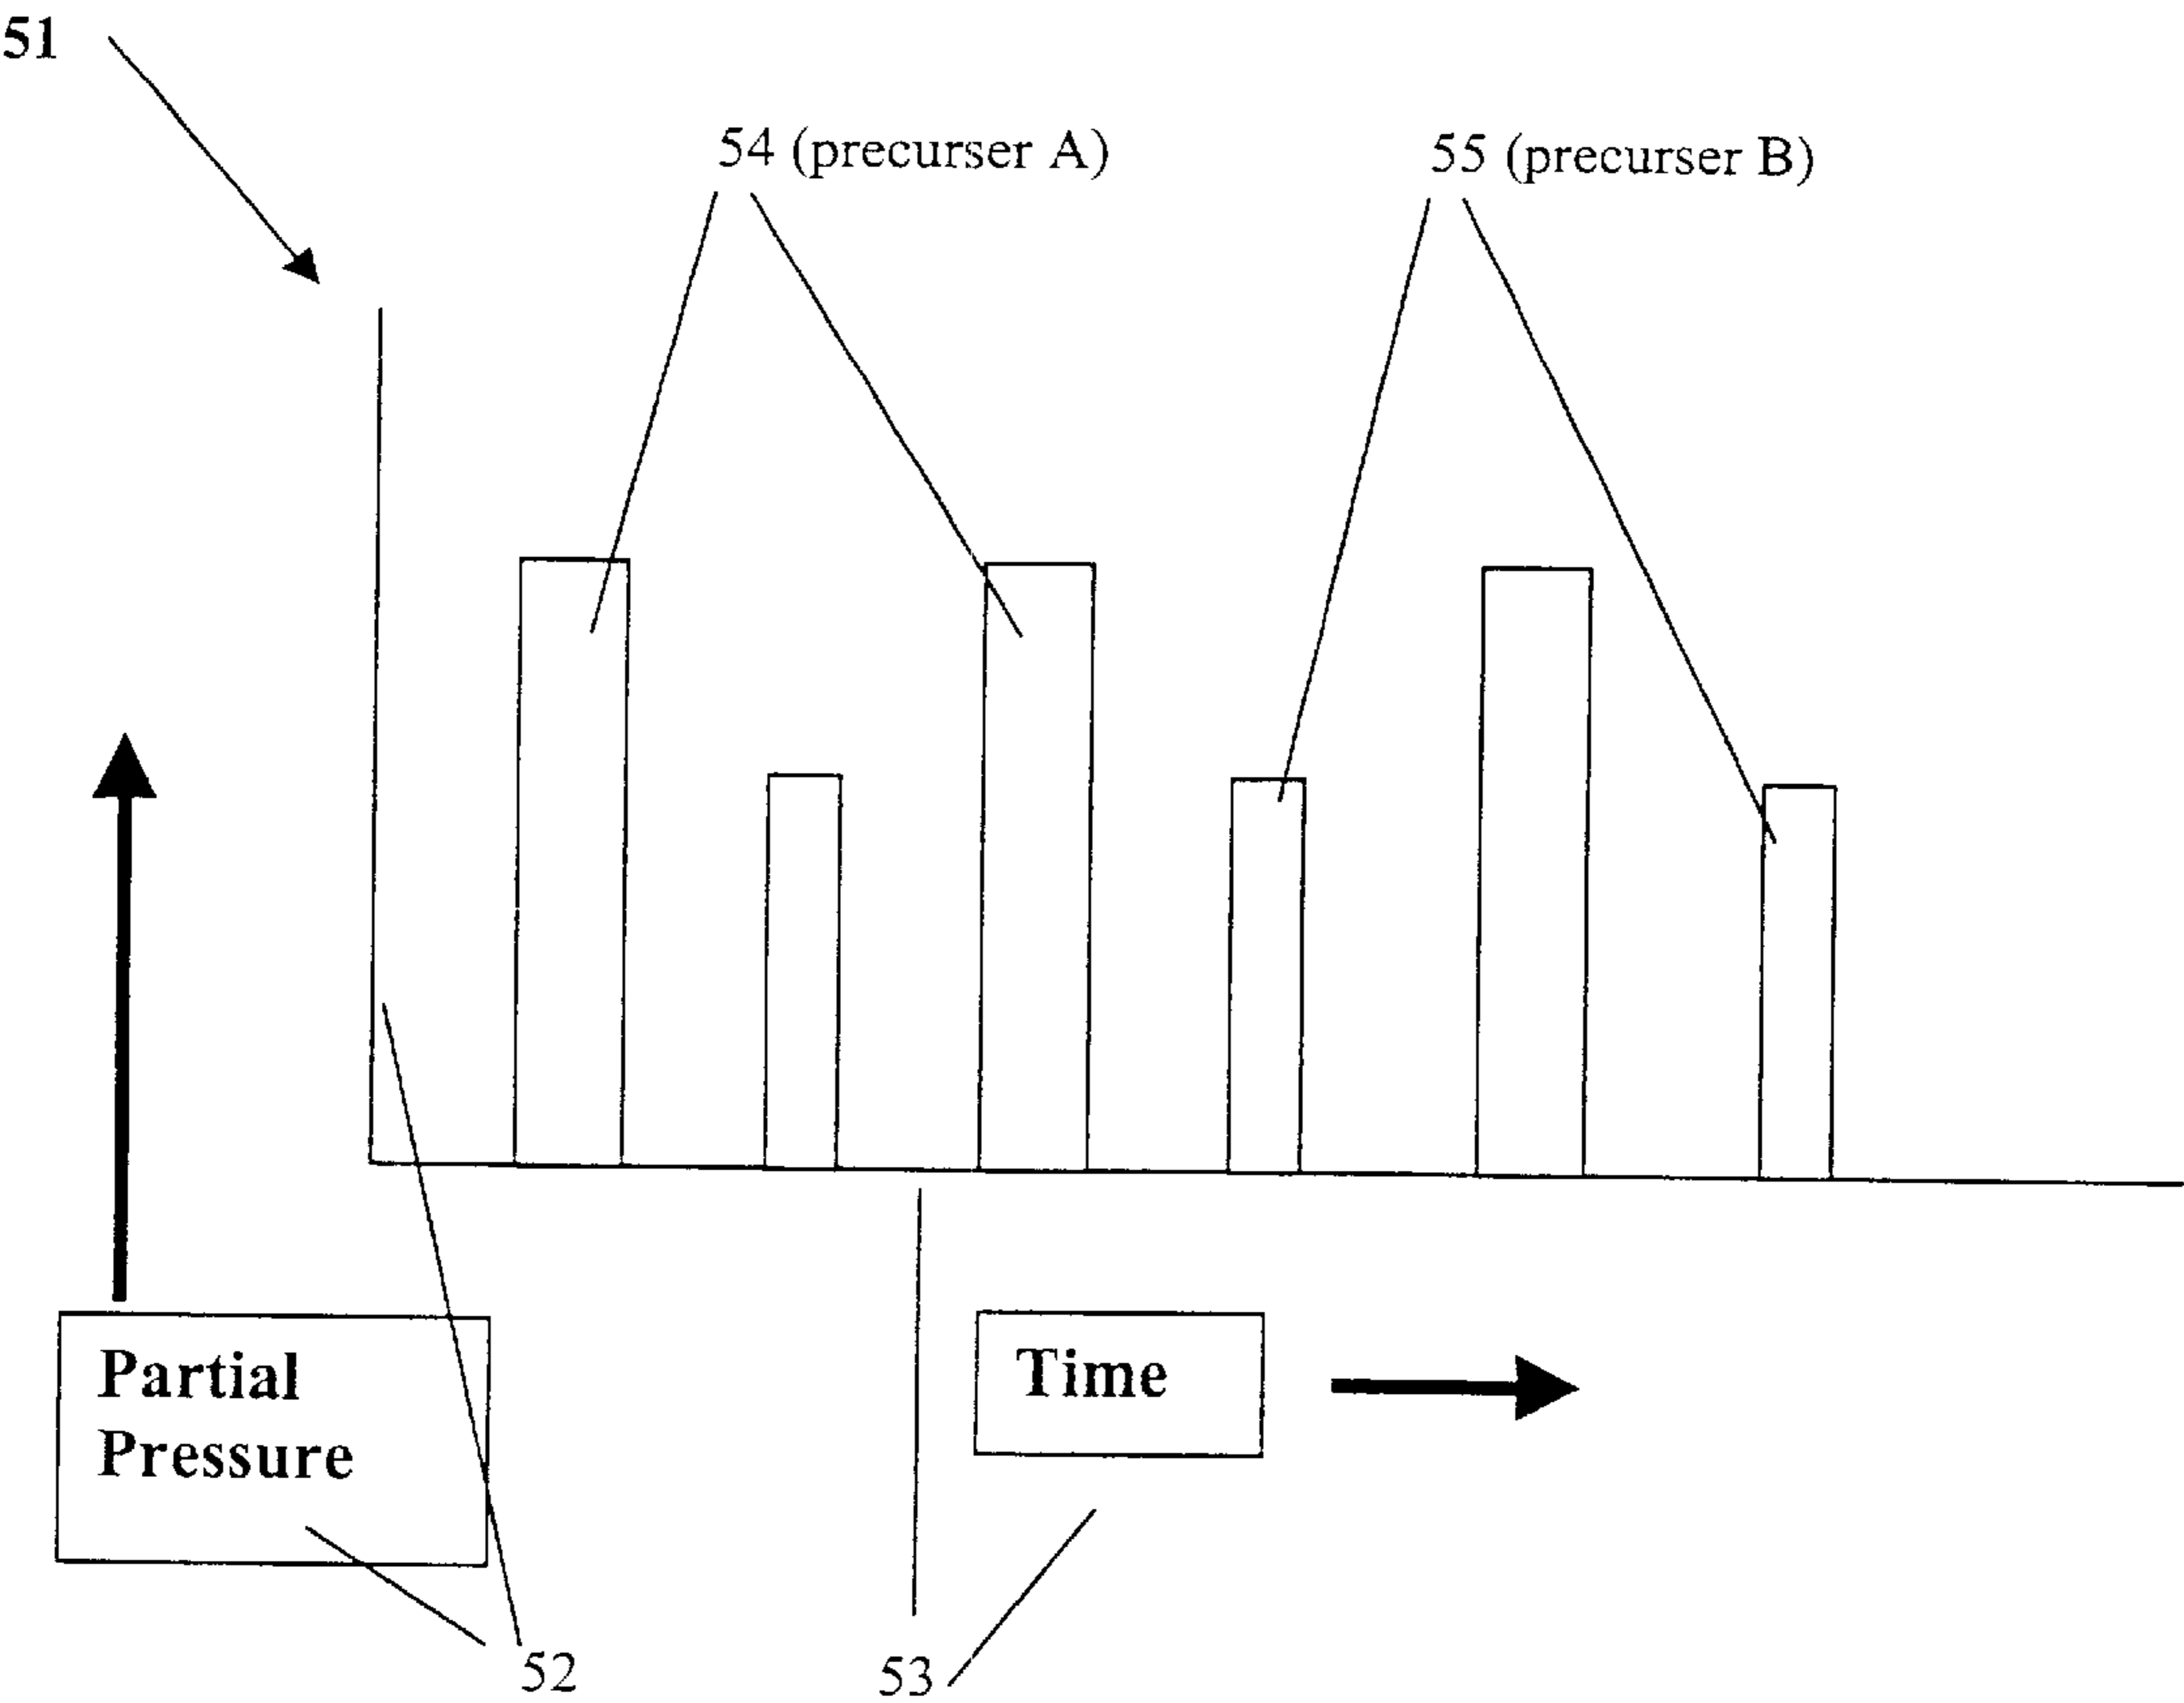 51
54 (precurser A)
55 (precurser B)
Partial
Pressure
Time
52
53